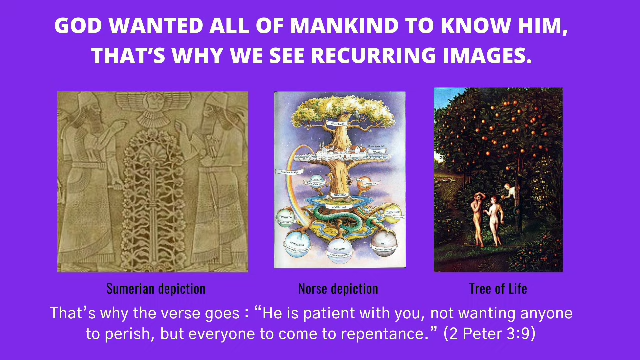 GOD WANTED ALL OF MANKIND TO KNOW HIM,
THAT'S WHY WE SEE RECURRING IMAGES.
Sumerian depiction
Norse depiction
Tree of Life
That's why the verse goes : “He is patient with you, not wanting anyone
to perish, but everyone to come to repentance.” (2 Peter 3:9)